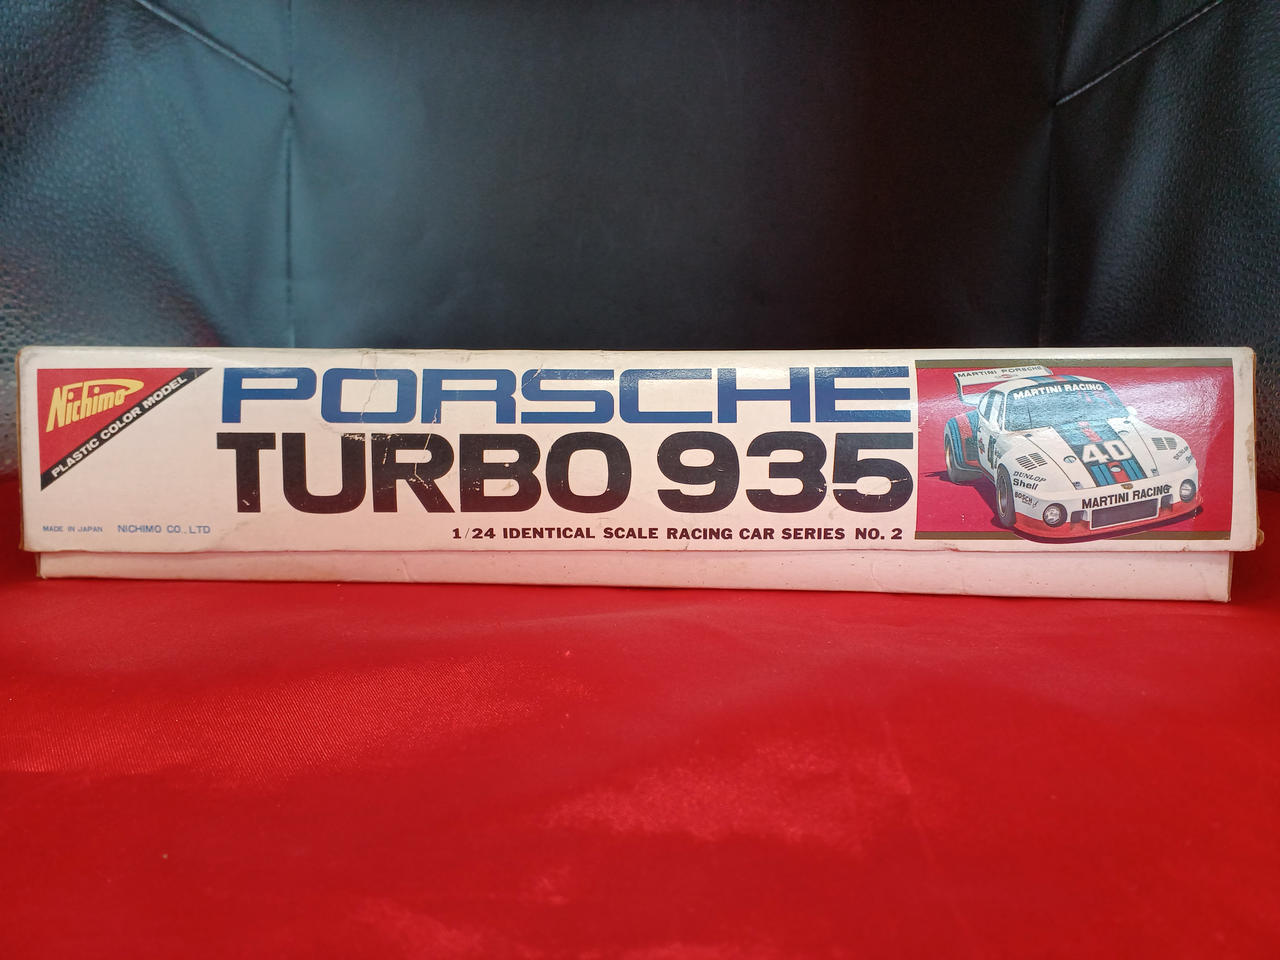 Nichimo
PLASTIC COLOR MODEL
MADE IN JAPAN NICHIMO CO., LTD
PORSCHE
TURBO 935
1/24 IDENTICAL SCALE RACING CAR SERIES NO. 2
MARTINI PORSCHE
MARTINI RACING
40
DUNLOP
Shell
BOSCH
MARTINI RACING
DUNLOP